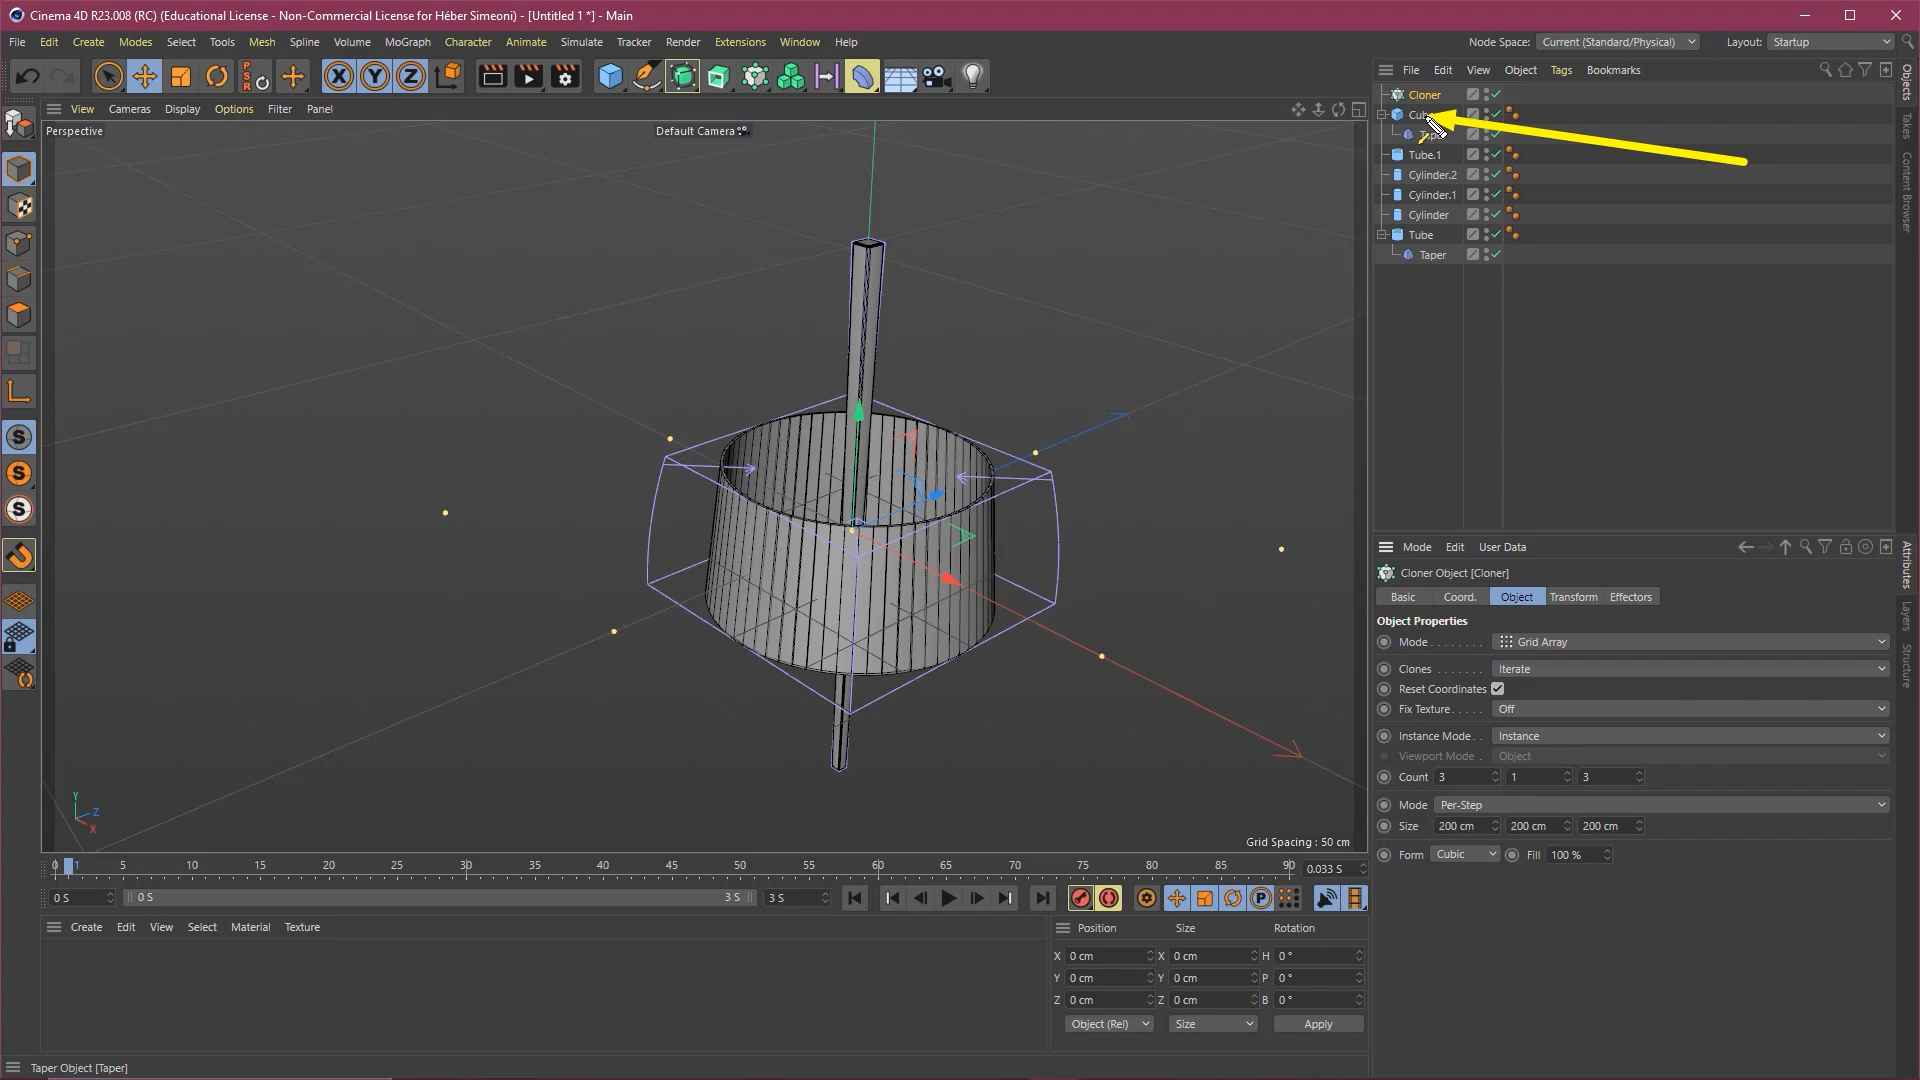 Cinema 4D R23.008 (RC) (Educational License - Non-Commercial License for Héber Simeoni) - [Untitled 1 *] - Main
File Edit Create Modes Select Tools Mesh Spline Volume MoGraph Character Animate Simulate Tracker Render Extensions Window Help Node Space: Current (Standard/Physical) Layout: Startup
P S R X Y Z
File Edit View Object Tags Bookmarks
View Cameras Display Options Filter Panel
Perspective
Default Camera
Cloner
Tube.1
Cylinder.2
Cylinder.1
Cylinder
Tube
Taper
Objects
Takes
Content Browser
S
S
S
Mode Edit User Data
Cloner Object [Cloner]
Basic Coord. Object Transform Effectors
Object Properties
Mode Grid Array
Clones Iterate
Reset Coordinates
Fix Texture Off
Instance Mode Instance
Viewport Mode Object
Count 3 1 3
Mode Per-Step
Size 200 cm 200 cm 200 cm
Form Cubic Fill 100 %
Attributes
Layers
Structure
Y Z X
Grid Spacing : 50 cm
0 1 5 10 15 20 25 30 35 40 45 50 55 60 65 70 75 80 85 90 0.033 S
0 S 0 S 3 S 3 S P
Create Edit View Select Material Texture
Position Size Rotation
X 0 cm X 0 cm H 0 °
Y 0 cm Y 0 cm P 0 °
Z 0 cm Z 0 cm B 0 °
Object (Rel) Size Apply
Taper Object [Taper]